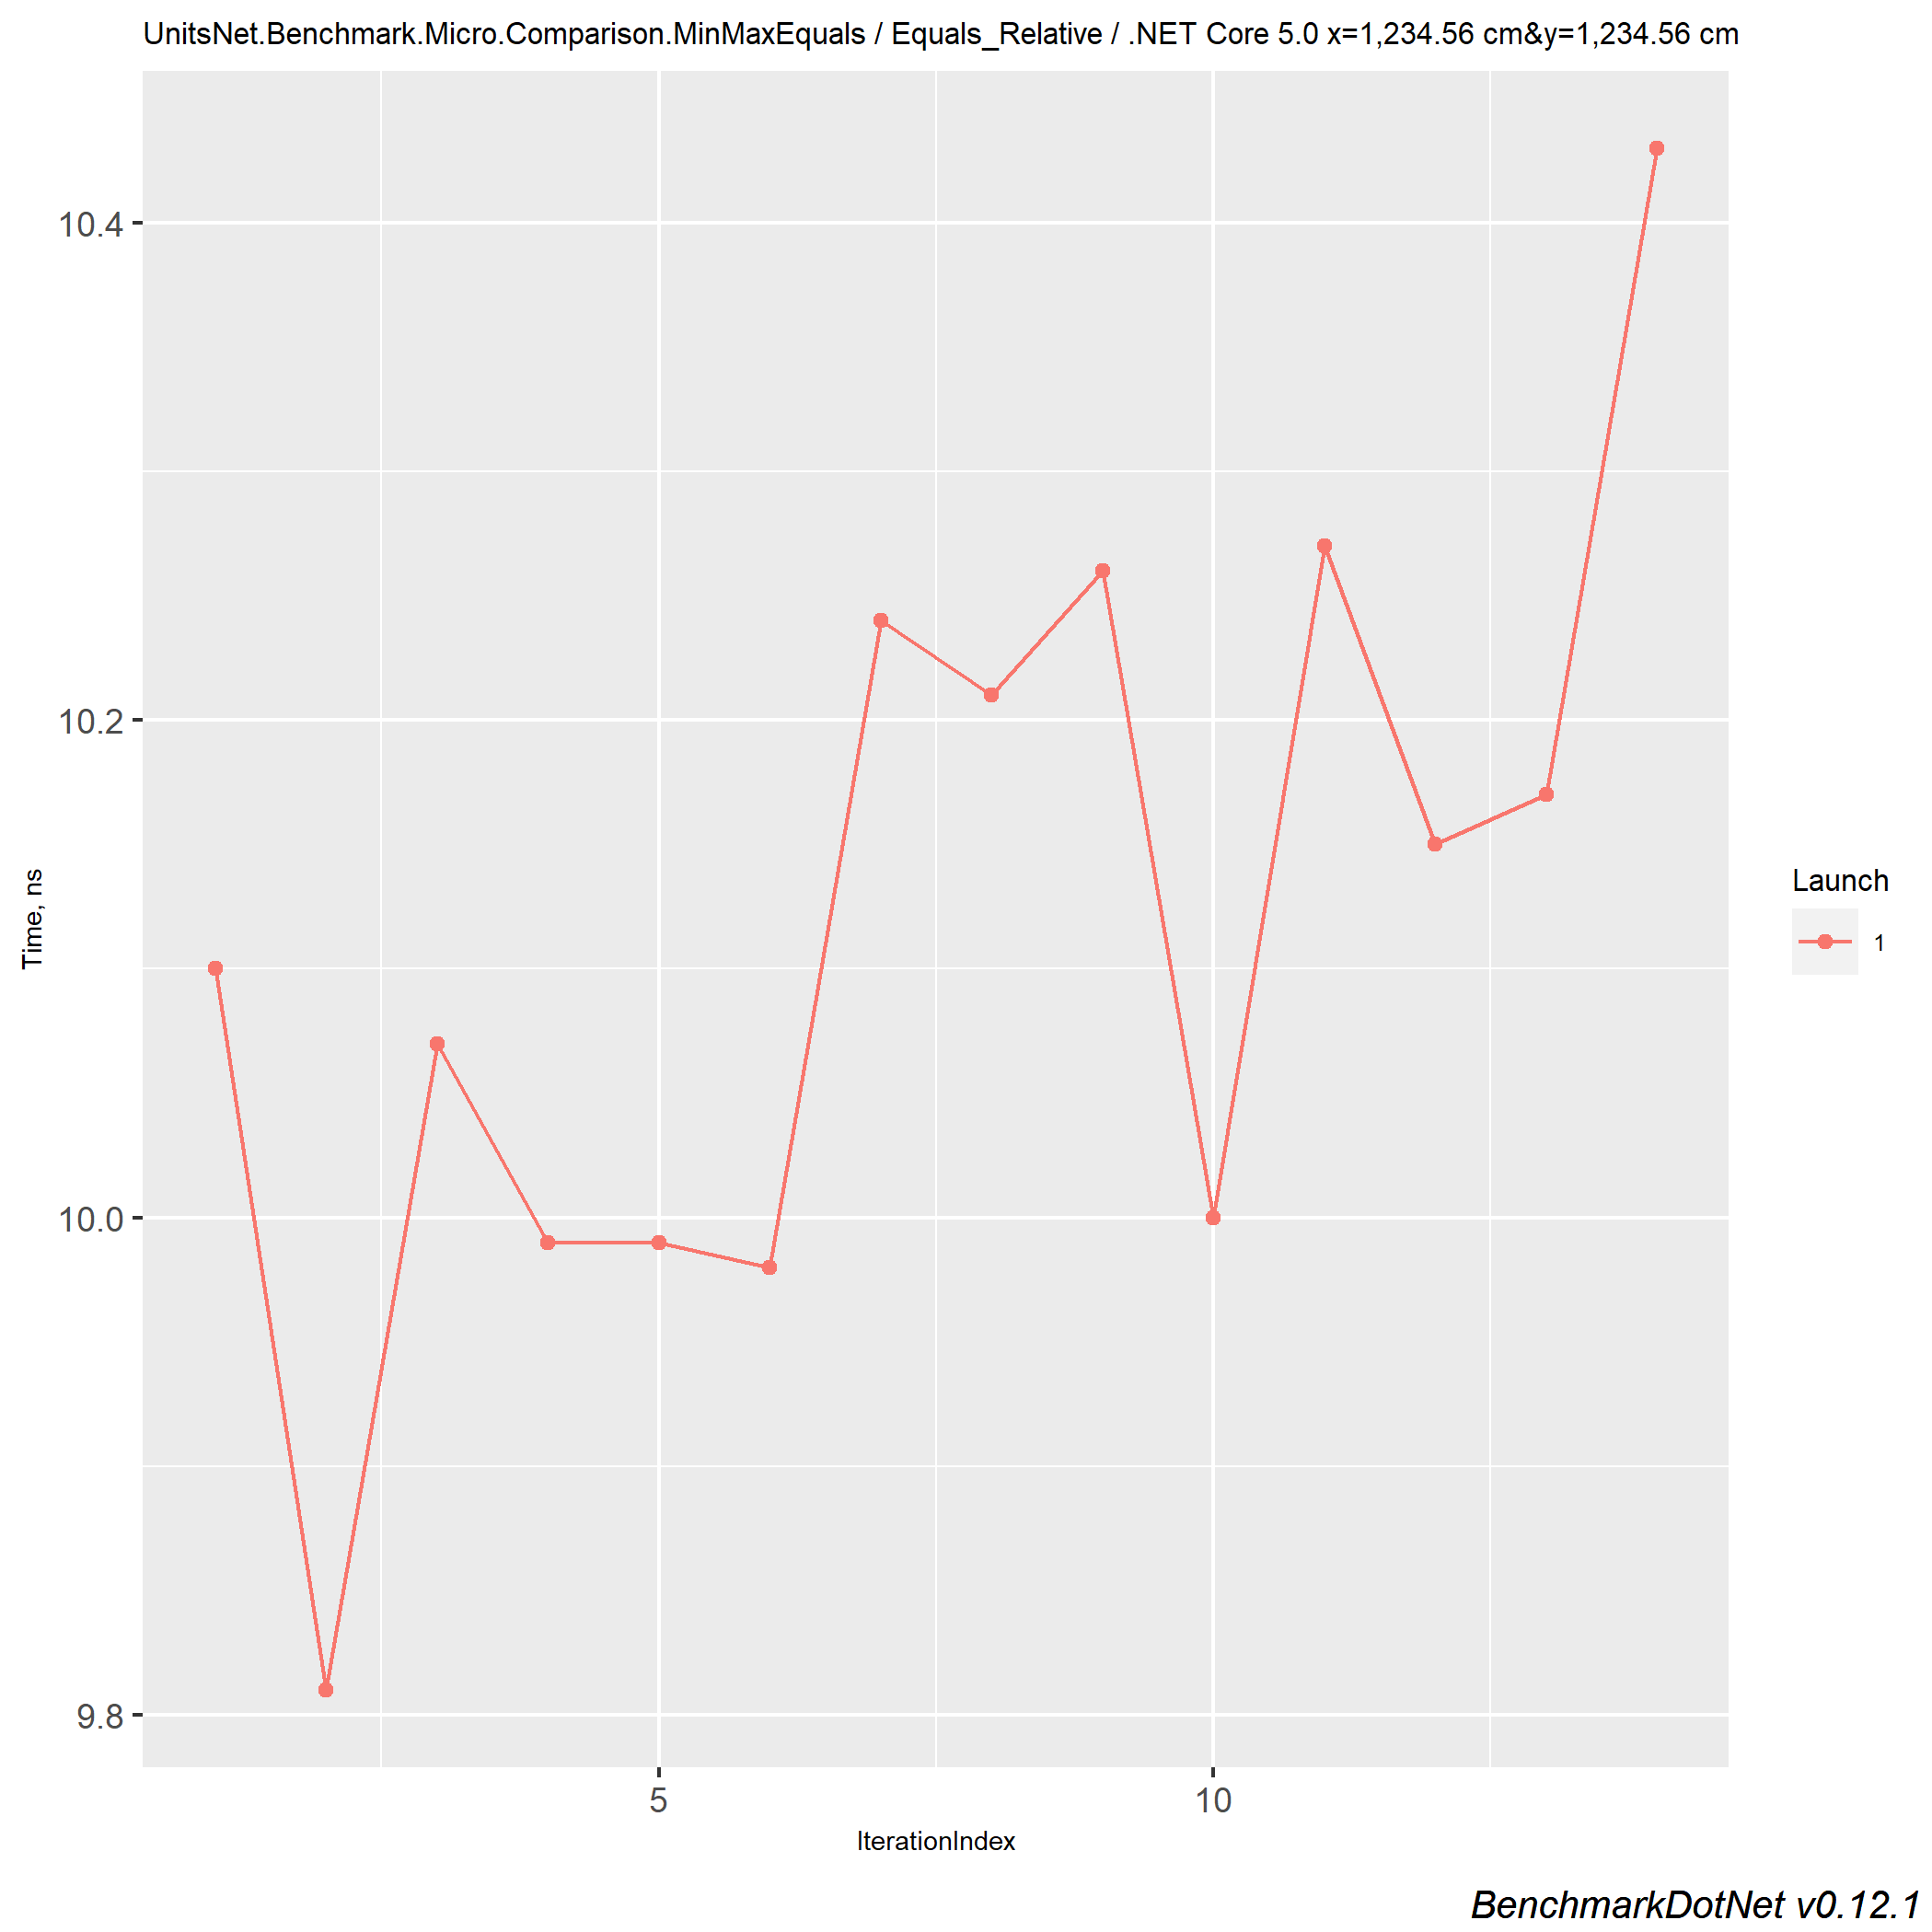 UnitsNet.Benchmark.Micro.Comparison.MinMaxEquals / Equals_Relative / .NET Core 5.0 x=1,234.56 cm&y=1,234.56 cm
10.4
10.2
10.0
9.8
Time, ns
5
10
IterationIndex
Launch
1
BenchmarkDotNet v0.12.1